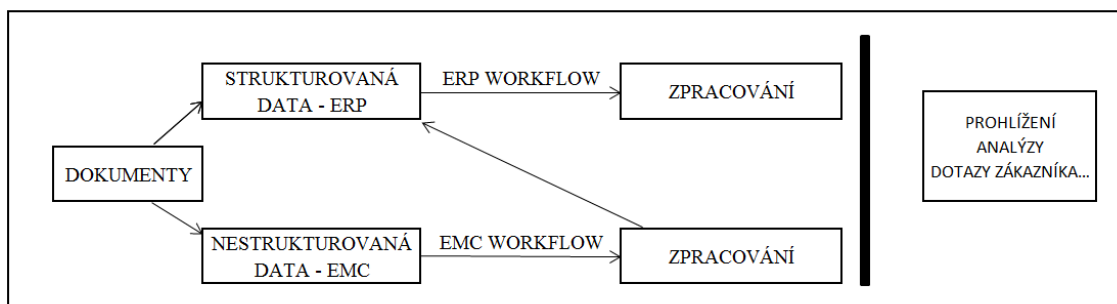 STRUKTUROVANÁ
DATA - ERP
ERP WORKFLOW
ZPRACOVÁNÍ
DOKUMENTY
PROHLÍŽENÍ
ANALÝZY
DOTAZY ZÁKAZNÍKA...
NESTRUKTUROVANÁ
DATA - EMC
EMC WORKFLOW
ZPRACOVÁNÍ